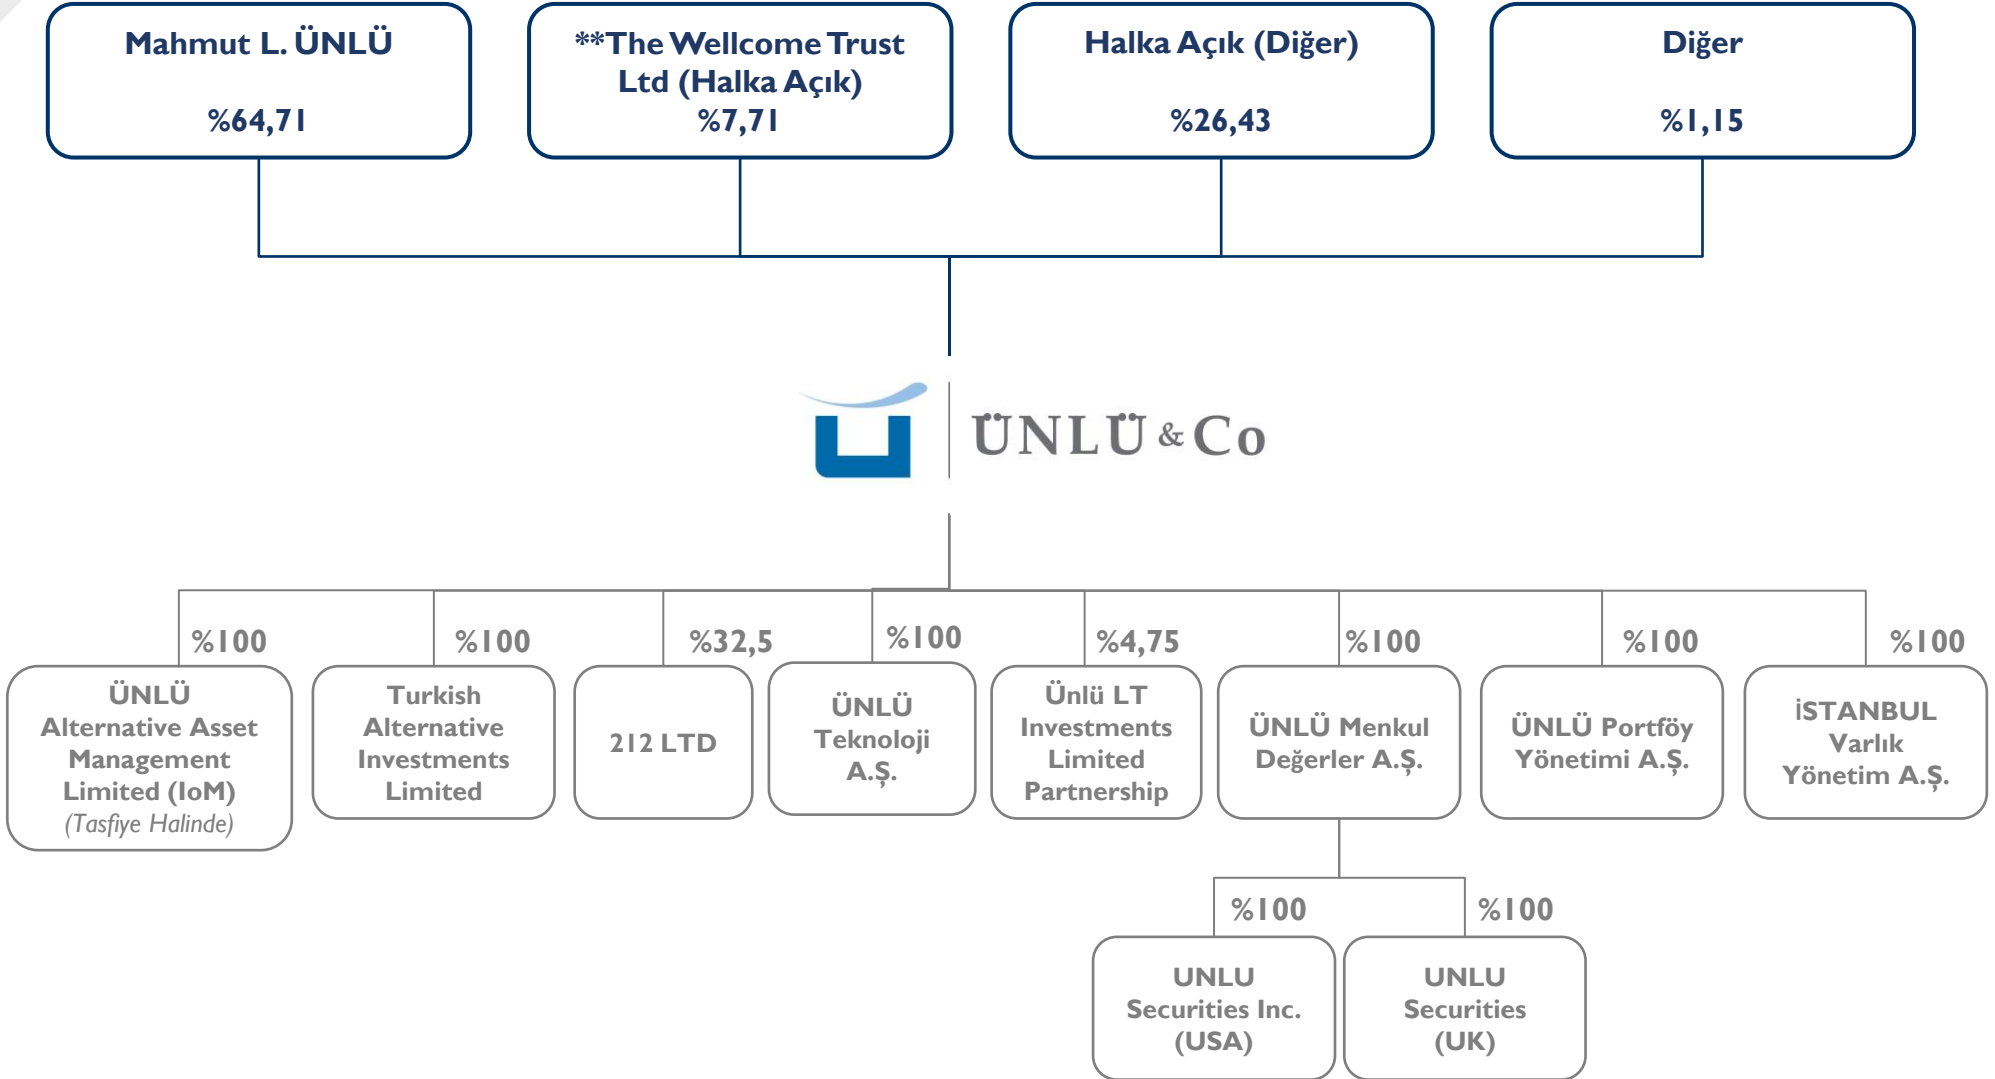 Mahmut L. ÜNLÜ
%64,71
**The Wellcome Trust
Ltd (Halka Açık)
%7,71
Halka Açık (Diğer)
%26,43
Diğer
%1,15
ÜNLÜ & Co
%100
ÜNLÜ
Alternative Asset
Management
Limited (IoM)
(Tasfiye Halinde)
%100
Turkish
Alternative
Investments
Limited
%32,5
212 LTD
%100
ÜNLÜ
Teknoloji
A.Ş.
%4,75
Ünlü LT
Investments
Limited
Partnership
%100
ÜNLÜ Menkul
Değerler A.Ş.
%100
ÜNLÜ Portföy
Yönetimi A.Ş.
%100
İSTANBUL
Varlık
Yönetim A.Ş.
%100
UNLU
Securities Inc.
(USA)
%100
UNLU
Securities
(UK)